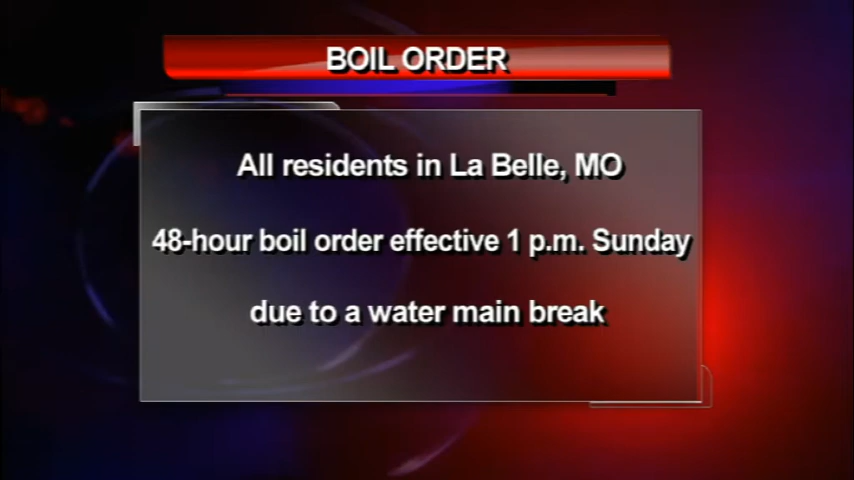 BOIL ORDER
All residents in La Belle, MO
48-hour boil order effective 1 p.m. Sunday
due to a water main break